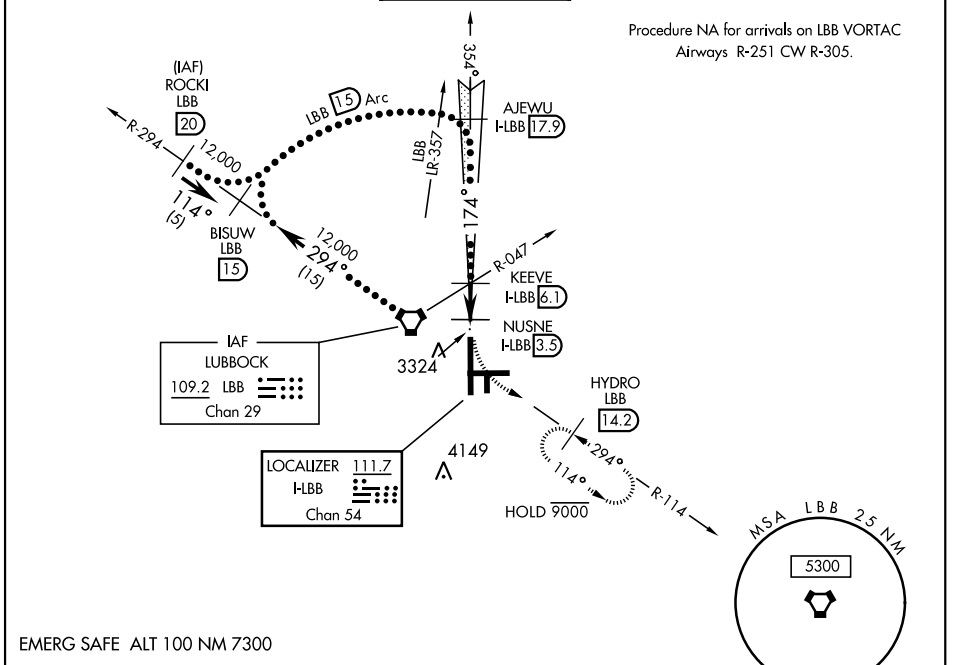 Procedure NA for arrivals on LBB VORTAC
Airways R-251 CW R-305.
354°
(IAF)
ROCKI
LBB
20
LBB 15 Arc
AJEWU
I-LBB 17.9
R-294
12,000
LBB
LR-357
114°
(5)
174°
BISUW
LBB
15
12,000
294°
(15)
R-047
KEEVE
I-LBB 6.1
NUSNE
I-LBB 3.5
IAF
LUBBOCK
109.2 LBB
Chan 29
3324
HYDRO
LBB
14.2
LOCALIZER 111.7
I-LBB
Chan 54
4149
294°
114°
R-114
HOLD 9000
MSA LBB 25 NM
5300
EMERG SAFE ALT 100 NM 7300